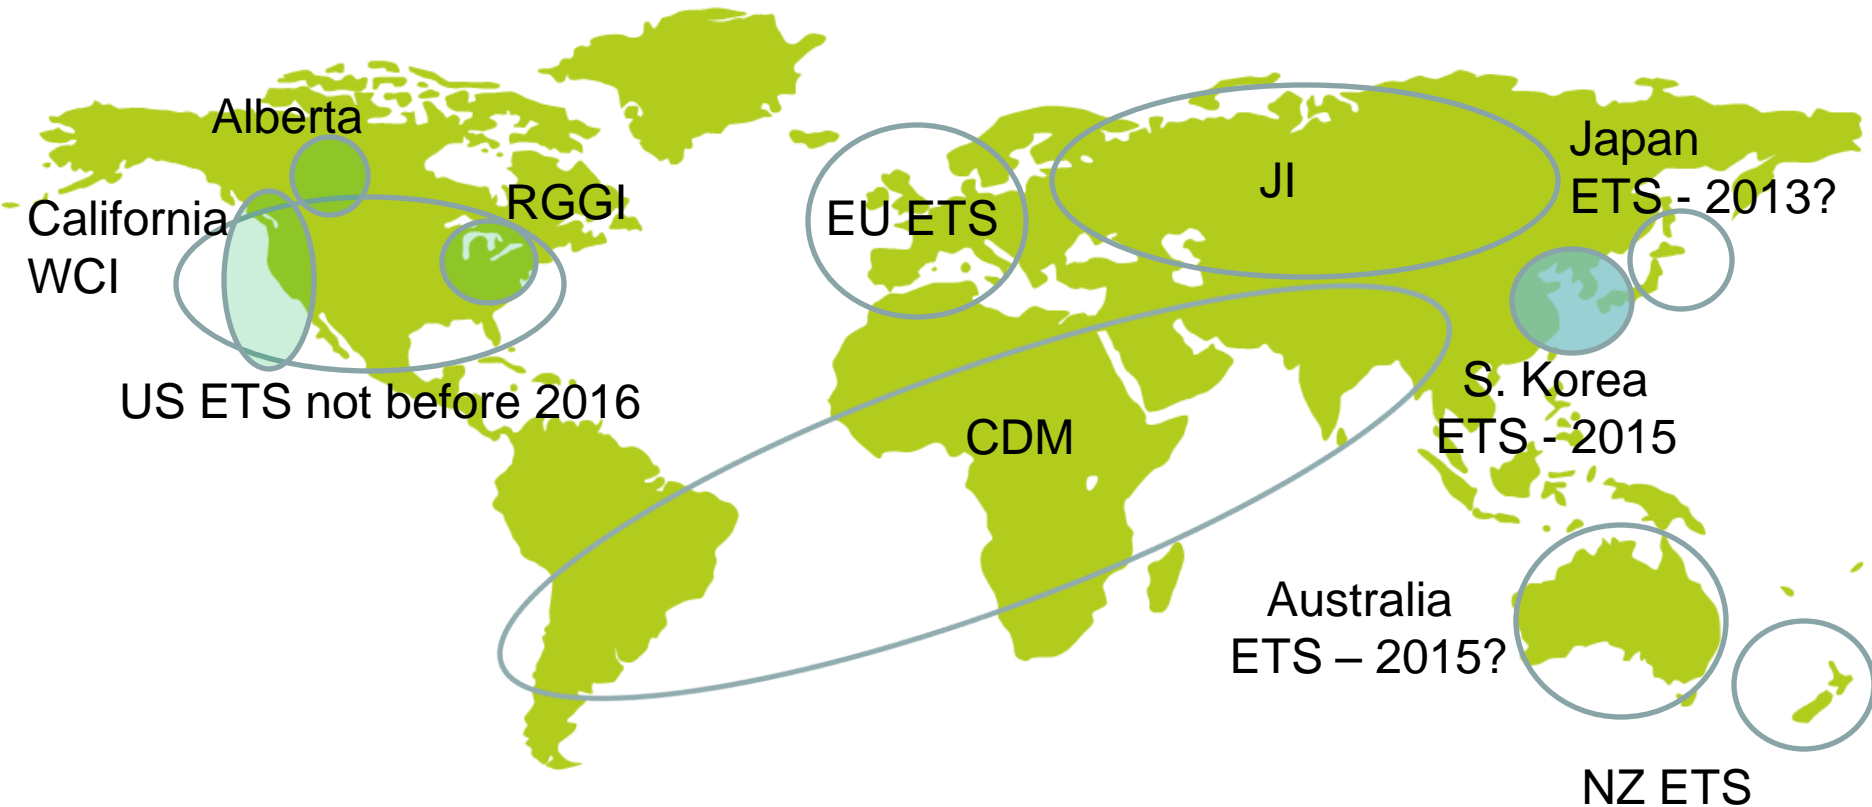 Alberta
California
WCI
RGGI
US ETS not before 2016
EU ETS
JI
Japan
ETS - 2013?
CDM
S. Korea
ETS - 2015
Australia
ETS – 2015?
NZ ETS